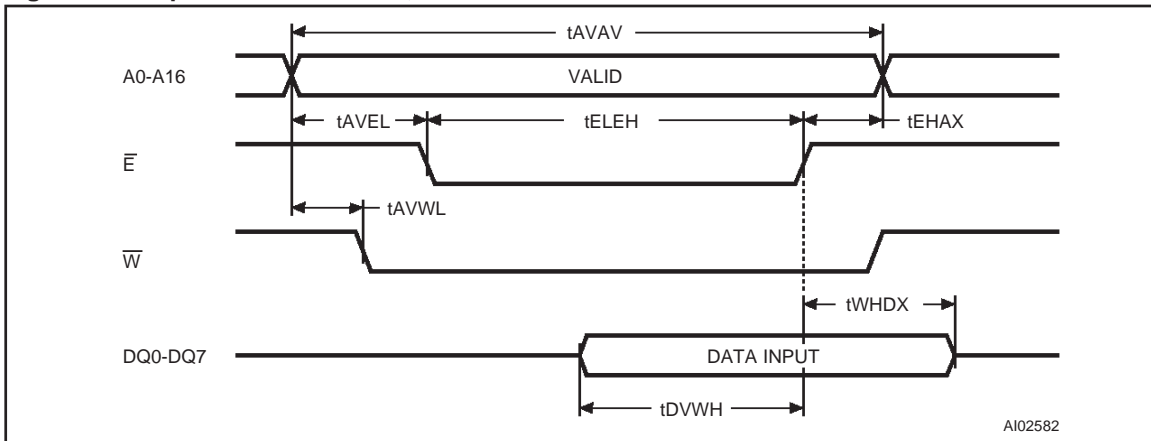 tAVAV
A0-A16
VALID
tAVEL
tELEH
tEHAX
E̅
tAVWL
W̅
tWHDX
DQ0-DQ7
DATA INPUT
tDVWH
AI02582